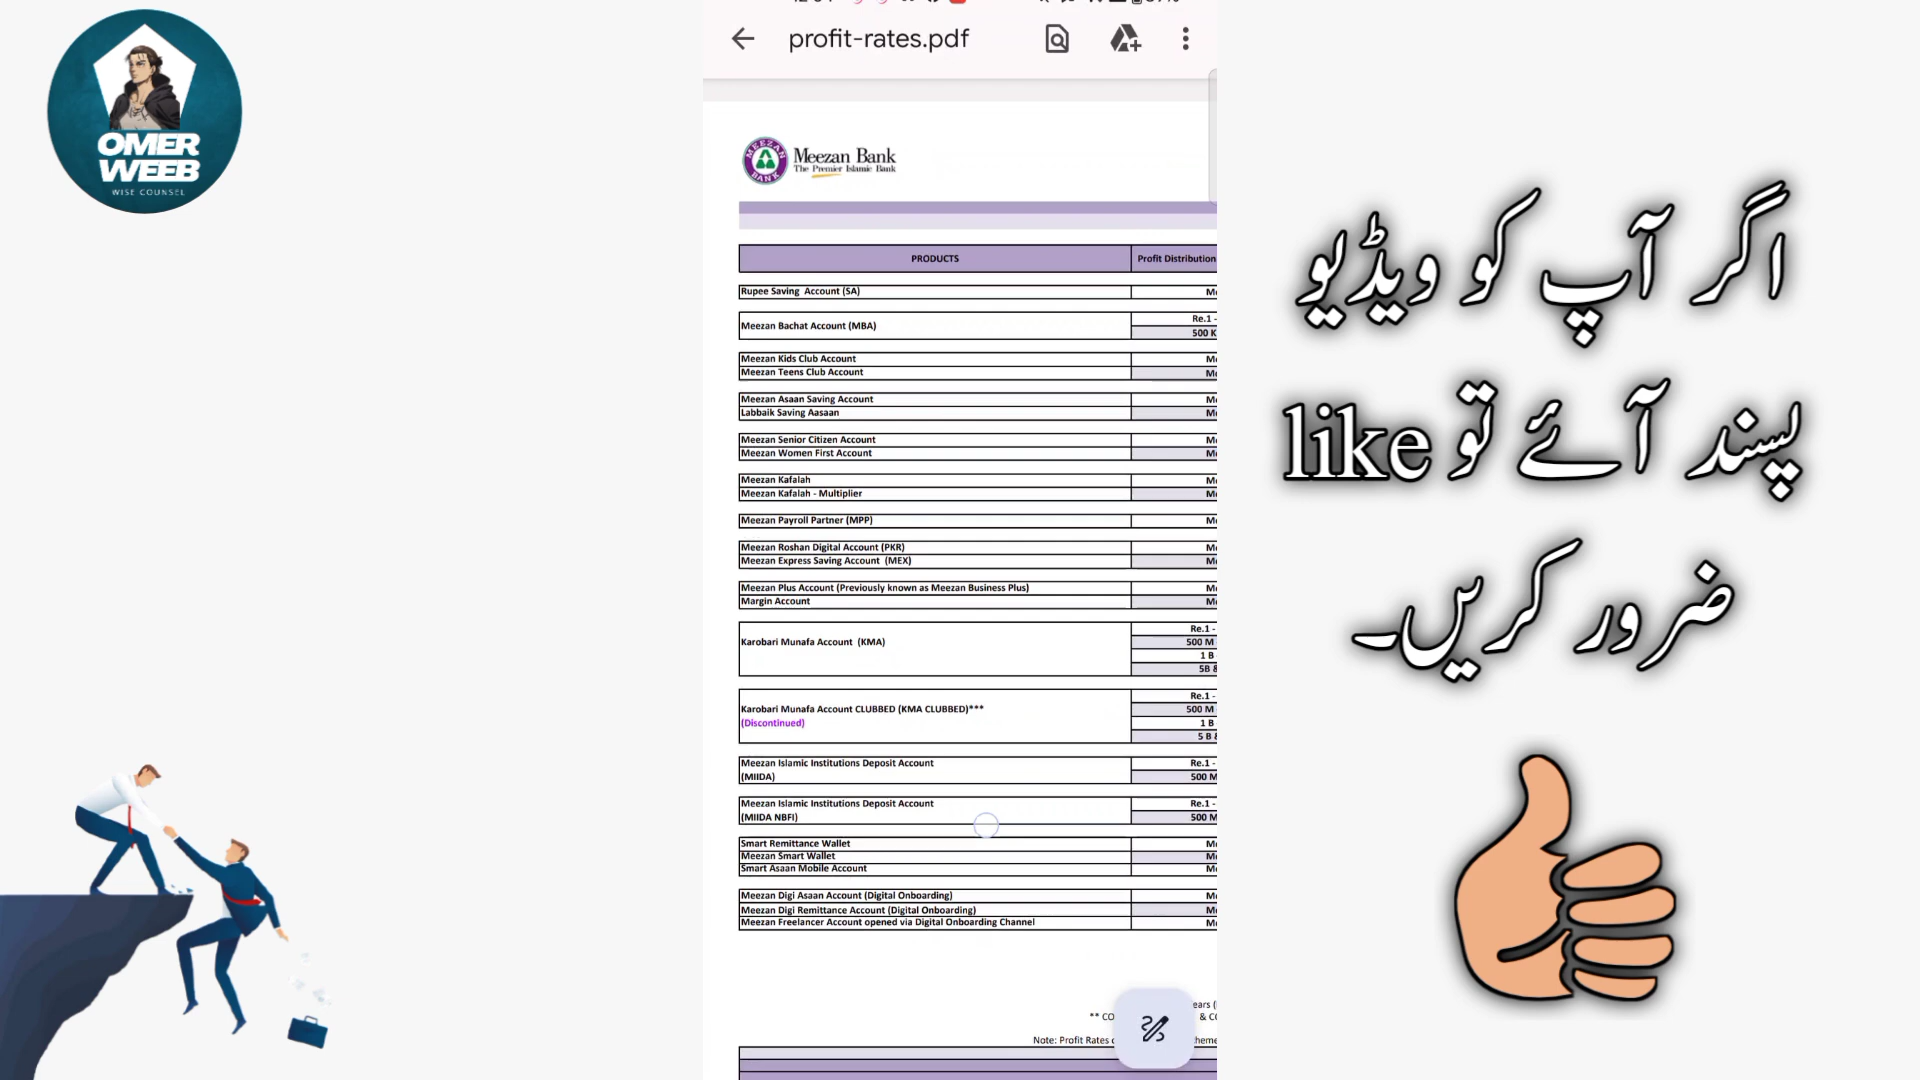 OMER
WEEB
WISE COUNSEL
profit-rates.pdf
MEEZAN BANK
Meezan Bank
The Premier Islamic Bank
PRODUCTS
Profit Distribution
Rupee Saving Account (SA)
Meezan Bachat Account (MBA)
Re.1 -
500 K
Meezan Kids Club Account
Meezan Teens Club Account
Meezan Asaan Saving Account
Labbaik Saving Aasaan
Meezan Senior Citizen Account
Meezan Women First Account
Meezan Kafalah
Meezan Kafalah - Multiplier
Meezan Payroll Partner (MPP)
Meezan Roshan Digital Account (PKR)
Meezan Express Saving Account (MEX)
Meezan Plus Account (Previously known as Meezan Business Plus)
Margin Account
Karobari Munafa Account (KMA)
Re.1 -
500 M
1 B
5B &
Karobari Munafa Account CLUBBED (KMA CLUBBED)***
(Discontinued)
Re.1 -
500 M
1 B
5 B &
Meezan Islamic Institutions Deposit Account
(MIIDA)
Re.1 -
500 M
Meezan Islamic Institutions Deposit Account
(MIIDA NBFI)
Re.1 -
500 M
Smart Remittance Wallet
Meezan Smart Wallet
Smart Asaan Mobile Account
Meezan Digi Asaan Account (Digital Onboarding)
Meezan Digi Remittance Account (Digital Onboarding)
Meezan Freelancer Account opened via Digital Onboarding Channel
Note: Profit Rates
اگر آپ کو ویڈیو
پسند آئے تو like
ضرور کریں۔